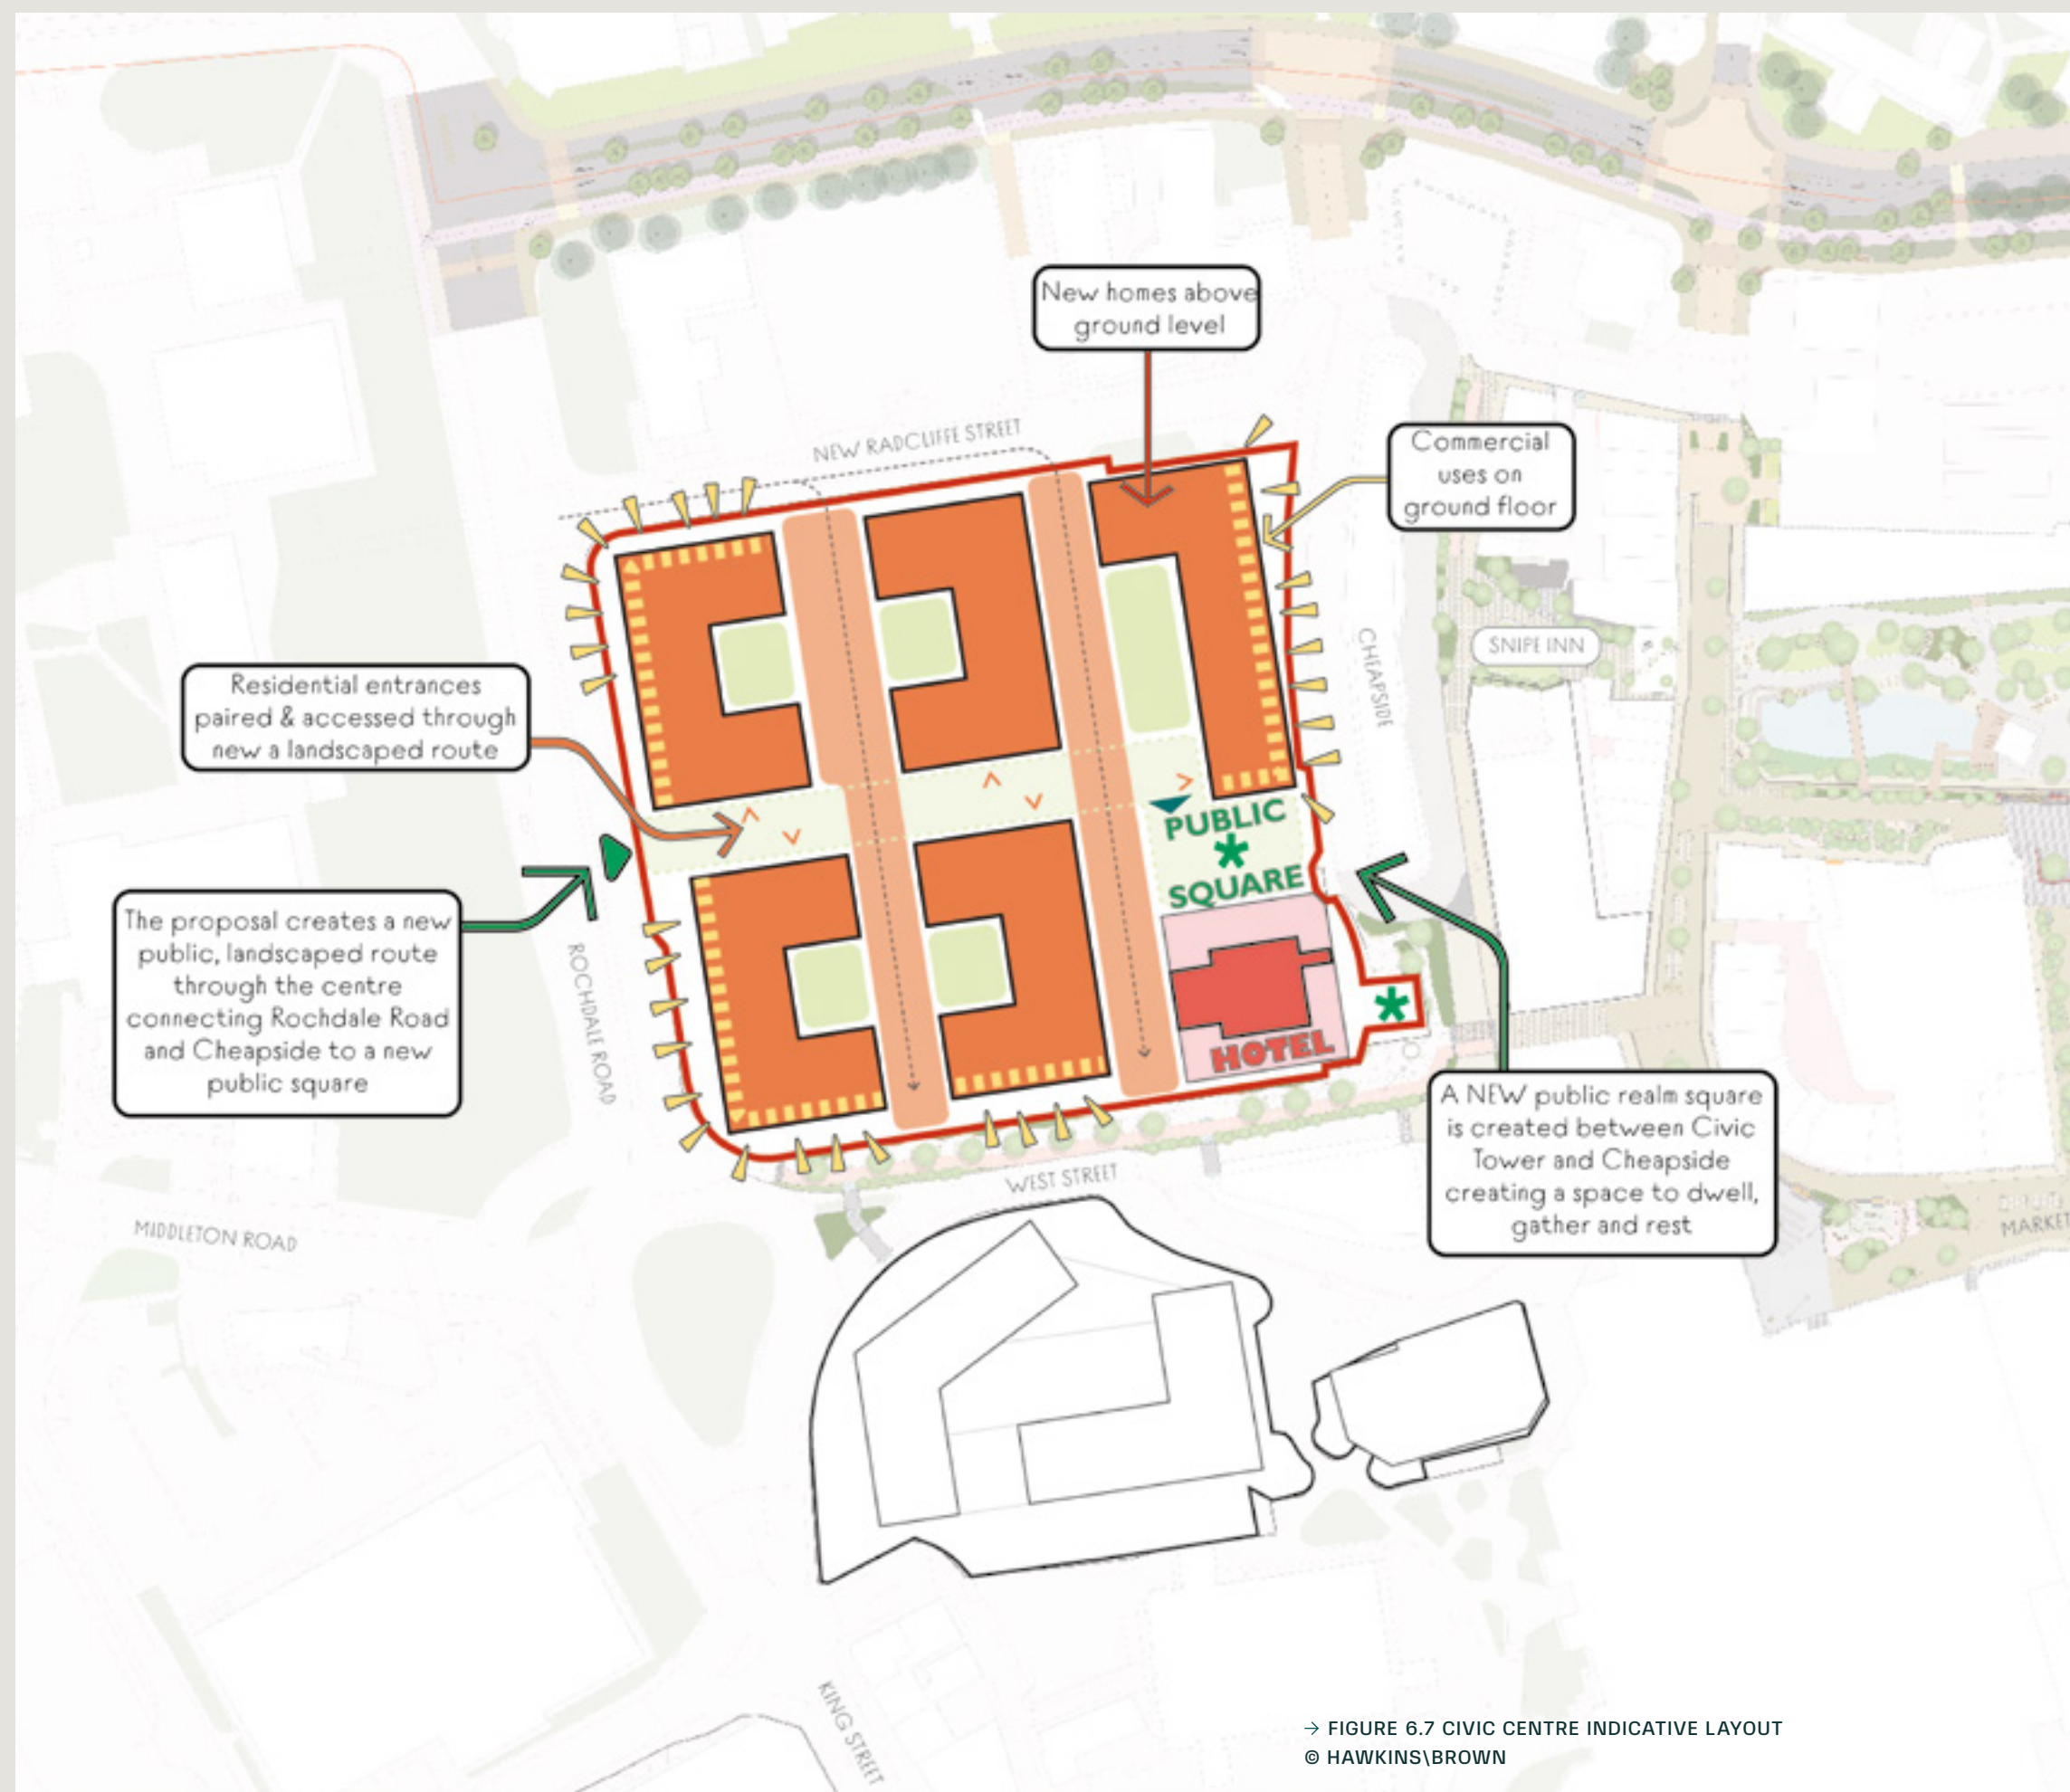 New homes above
ground level
NEW RADCLIFFE STREET
Commercial
uses on
ground floor
CHEAPSIDE
SNIPE INN
Residential entrances
paired & accessed through
new a landscaped route
PUBLIC
SQUARE
The proposal creates a new
public, landscaped route
through the centre
connecting Rochdale Road
and Cheapside to a new
public square
ROCHDALE ROAD
HOTEL
A NEW public realm square
is created between Civic
Tower and Cheapside
creating a space to dwell,
gather and rest
WEST STREET
MIDDLETON ROAD
KING STREET
→ FIGURE 6.7 CIVIC CENTRE INDICATIVE LAYOUT
© HAWKINS\BROWN